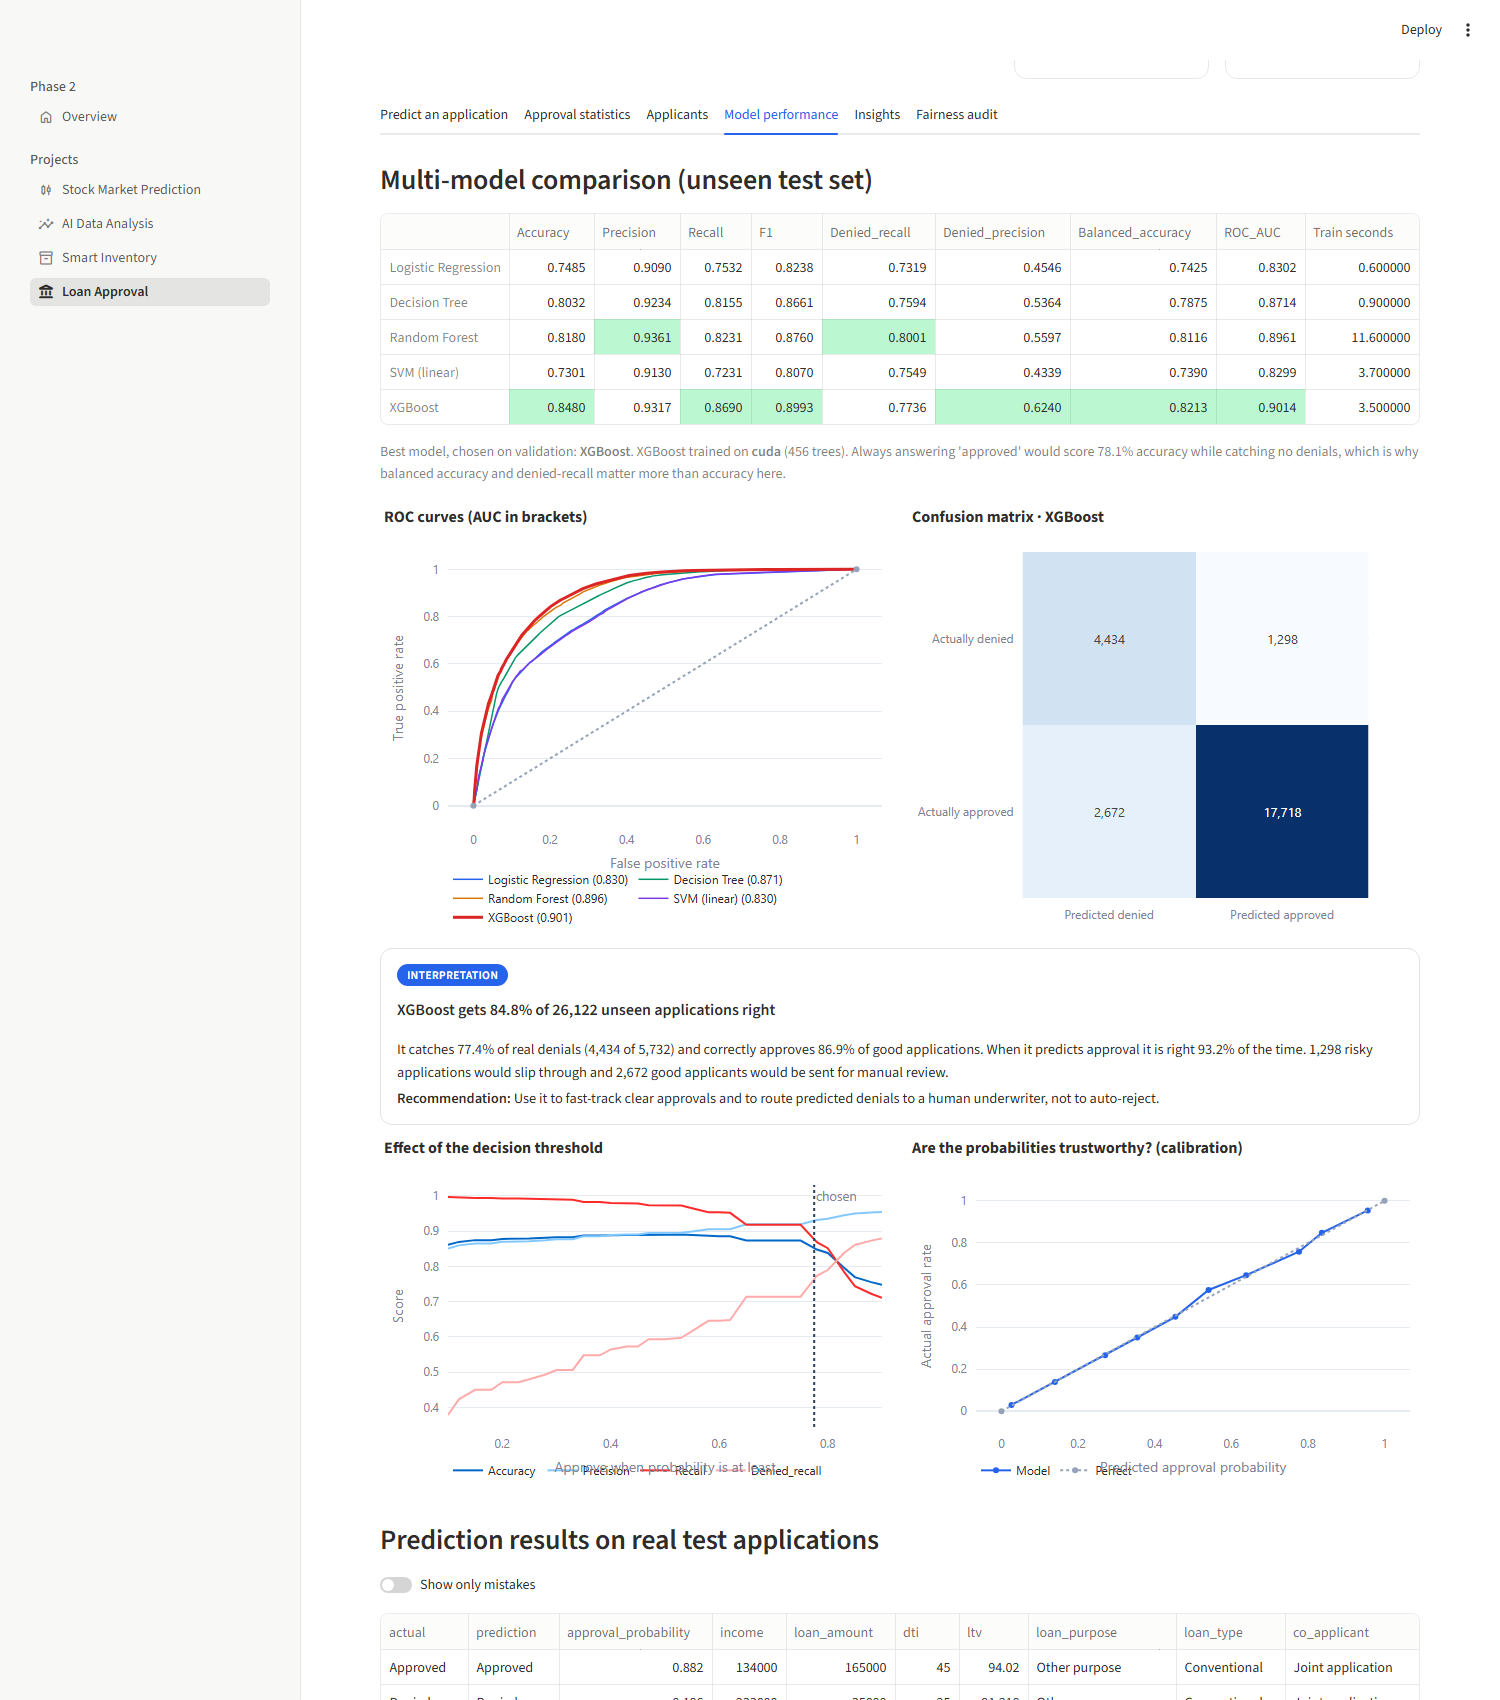 Deploy
Phase 2
Overview
Projects
Stock Market Prediction
AI Data Analysis
Smart Inventory
Loan Approval
Predict an application Approval statistics Applicants Model performance Insights Fairness audit
Multi-model comparison (unseen test set)
Accuracy Precision Recall F1 Denied_recall Denied_precision Balanced_accuracy ROC_AUC Train seconds
Logistic Regression 0.7485 0.9090 0.7532 0.8238 0.7319 0.4546 0.7425 0.8302 0.600000
Decision Tree 0.8032 0.9234 0.8155 0.8661 0.7594 0.5364 0.7875 0.8714 0.900000
Random Forest 0.8180 0.9361 0.8231 0.8760 0.8001 0.5597 0.8116 0.8961 11.600000
SVM (linear) 0.7301 0.9130 0.7231 0.8070 0.7549 0.4339 0.7390 0.8299 3.700000
XGBoost 0.8480 0.9317 0.8690 0.8993 0.7736 0.6240 0.8213 0.9014 3.500000
Best model, chosen on validation: XGBoost. XGBoost trained on cuda (456 trees). Always answering 'approved' would score 78.1% accuracy while catching no denials, which is why
balanced accuracy and denied-recall matter more than accuracy here.
ROC curves (AUC in brackets)
1
0.8
0.6
0.4
0.2
0
True positive rate
0 0.2 0.4 0.6 0.8 1
False positive rate
Logistic Regression (0.830) Decision Tree (0.871)
Random Forest (0.896) SVM (linear) (0.830)
XGBoost (0.901)
Confusion matrix · XGBoost
Actually denied 4,434 1,298
Actually approved 2,672 17,718
Predicted denied Predicted approved
INTERPRETATION
XGBoost gets 84.8% of 26,122 unseen applications right
It catches 77.4% of real denials (4,434 of 5,732) and correctly approves 86.9% of good applications. When it predicts approval it is right 93.2% of the time. 1,298 risky
applications would slip through and 2,672 good applicants would be sent for manual review.
Recommendation: Use it to fast-track clear approvals and to route predicted denials to a human underwriter, not to auto-reject.
Effect of the decision threshold
chosen
1
0.9
0.8
0.7
0.6
0.5
0.4
Score
0.2 0.4 0.6 0.8
Approve when probability is at least
Accuracy Precision Recall Denied_recall
Are the probabilities trustworthy? (calibration)
1
0.8
0.6
0.4
0.2
0
Actual approval rate
0 0.2 0.4 0.6 0.8 1
Predicted approval probability
Model Perfect
Prediction results on real test applications
Show only mistakes
actual prediction approval_probability income loan_amount dti ltv loan_purpose loan_type co_applicant
Approved Approved 0.882 134000 165000 45 94.02 Other purpose Conventional Joint application